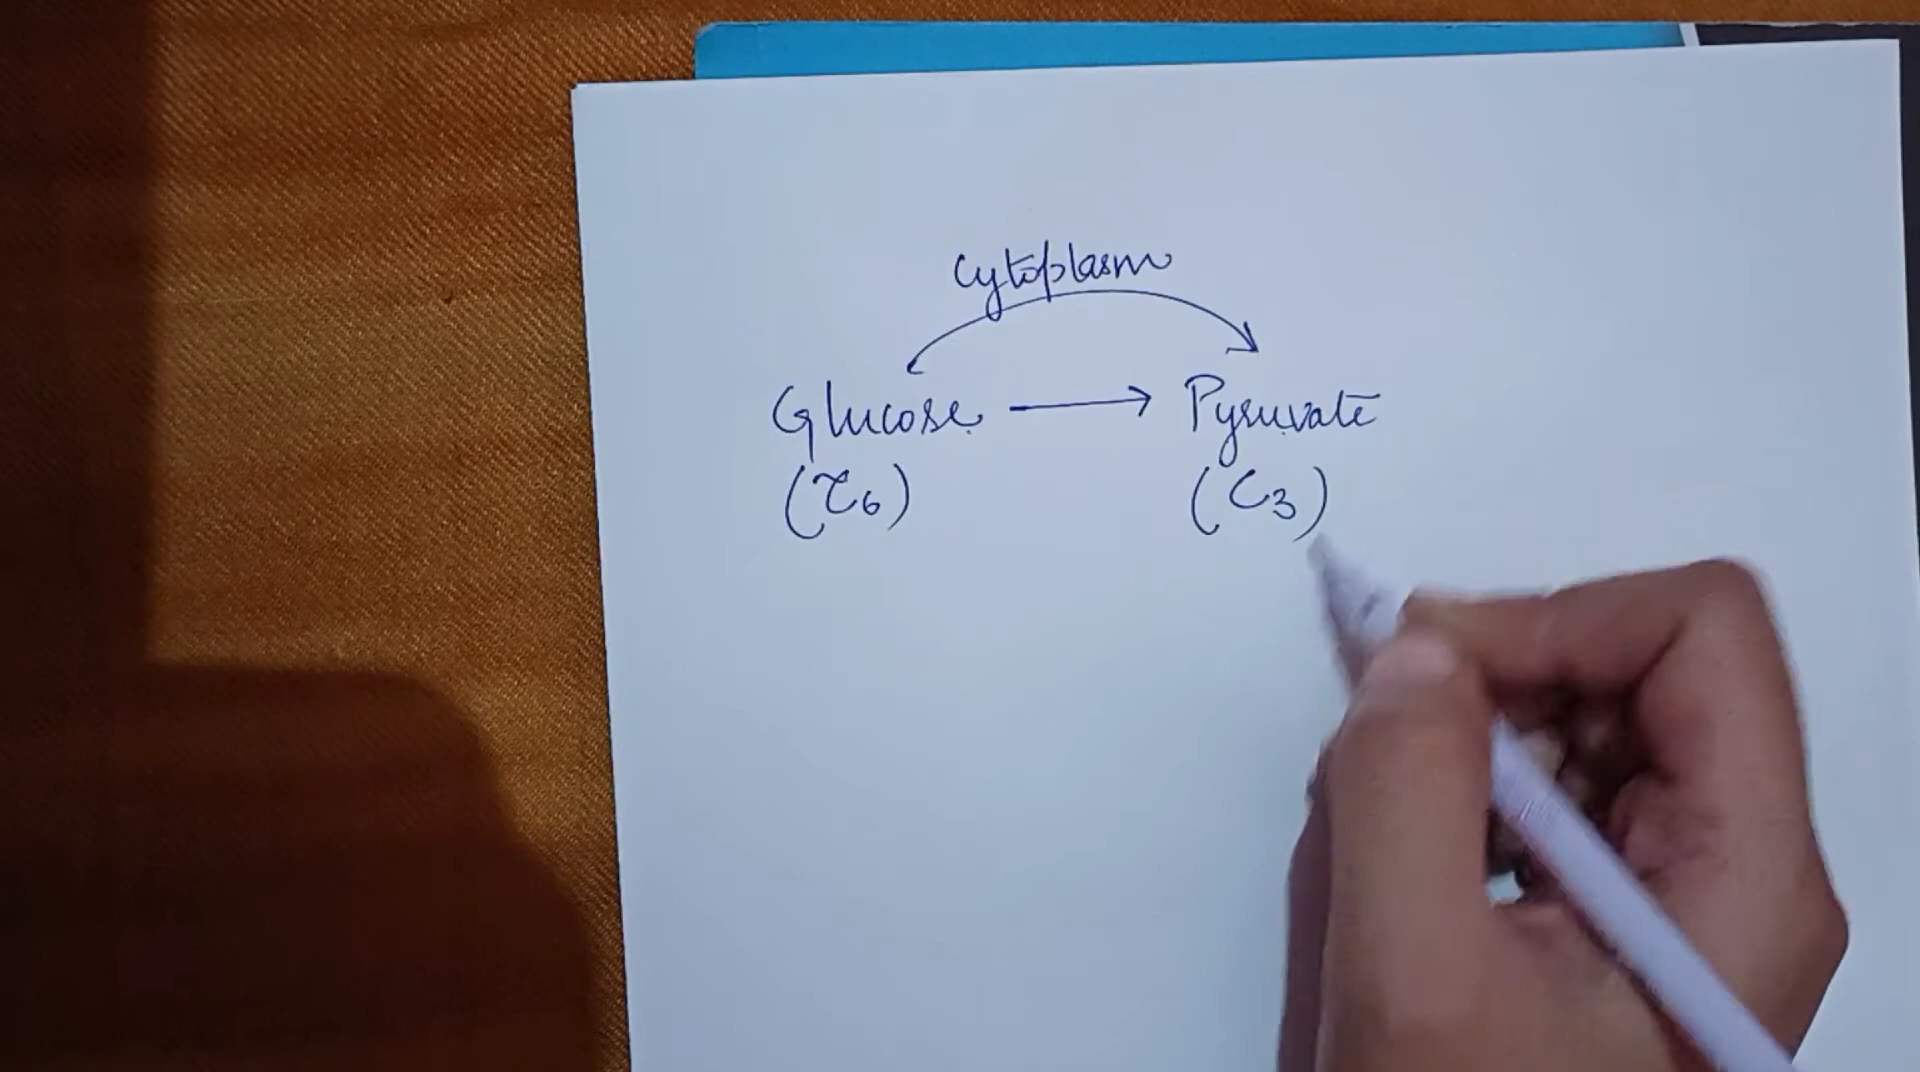 Cytoplasm
Glucose → Pyruvate
(C6) (C3)